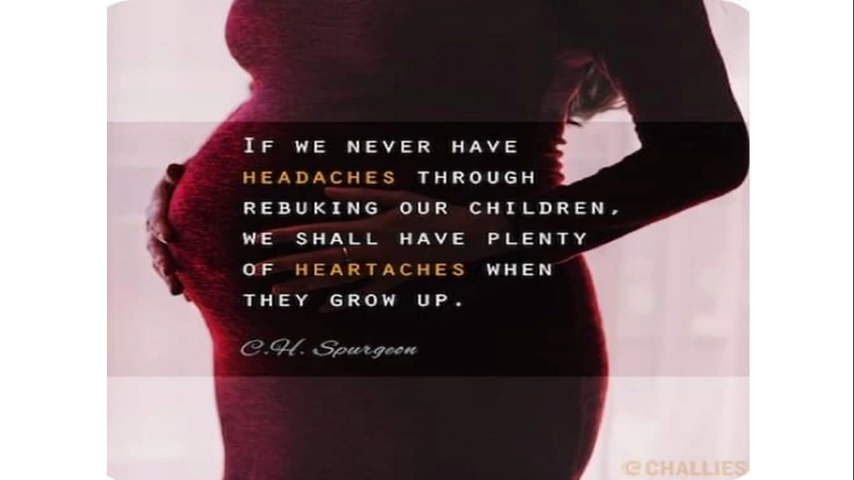 If we never have
headaches through
rebuking our children,
we shall have plenty
of heartaches when
they grow up.
C.H. Spurgeon
@CHALLIES